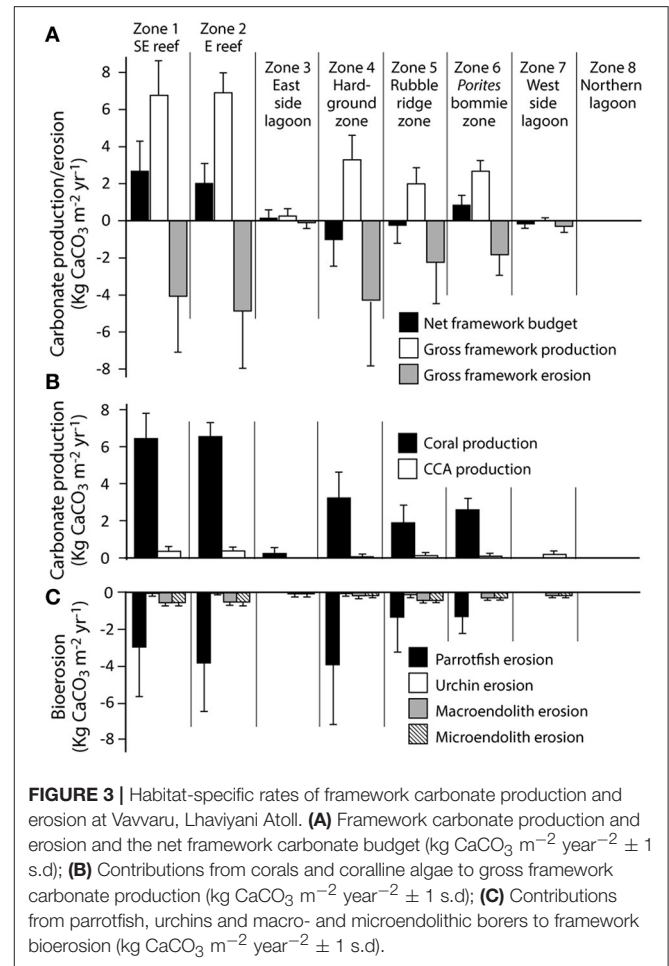 A
Zone 1
SE reef
Zone 2
E reef
Zone 3
East
side
lagoon
Zone 4
Hard-
ground
zone
Zone 5
Rubble
ridge
zone
Zone 6
Porites
bommie
zone
Zone 7
West
side
lagoon
Zone 8
Northern
lagoon
Carbonate production/erosion
(Kg CaCO3 m-2 yr-1)
8
6
4
2
0
-2
-4
-6
-8
Net framework budget
Gross framework production
Gross framework erosion
B
Carbonate production
(Kg CaCO3 m-2 yr-1)
8
6
4
2
0
Coral production
CCA production
C
Bioerosion
(Kg CaCO3 m-2 yr-1)
0
-2
-4
-6
-8
Parrotfish erosion
Urchin erosion
Macroendolith erosion
Microendolith erosion
FIGURE 3 | Habitat-specific rates of framework carbonate production and
erosion at Vavvaru, Lhaviyani Atoll. (A) Framework carbonate production and
erosion and the net framework carbonate budget (kg CaCO3 m−2 year−2 ± 1
s.d); (B) Contributions from corals and coralline algae to gross framework
carbonate production (kg CaCO3 m−2 year−2 ± 1 s.d); (C) Contributions
from parrotfish, urchins and macro- and microendolithic borers to framework
bioerosion (kg CaCO3 m−2 year−2 ± 1 s.d).